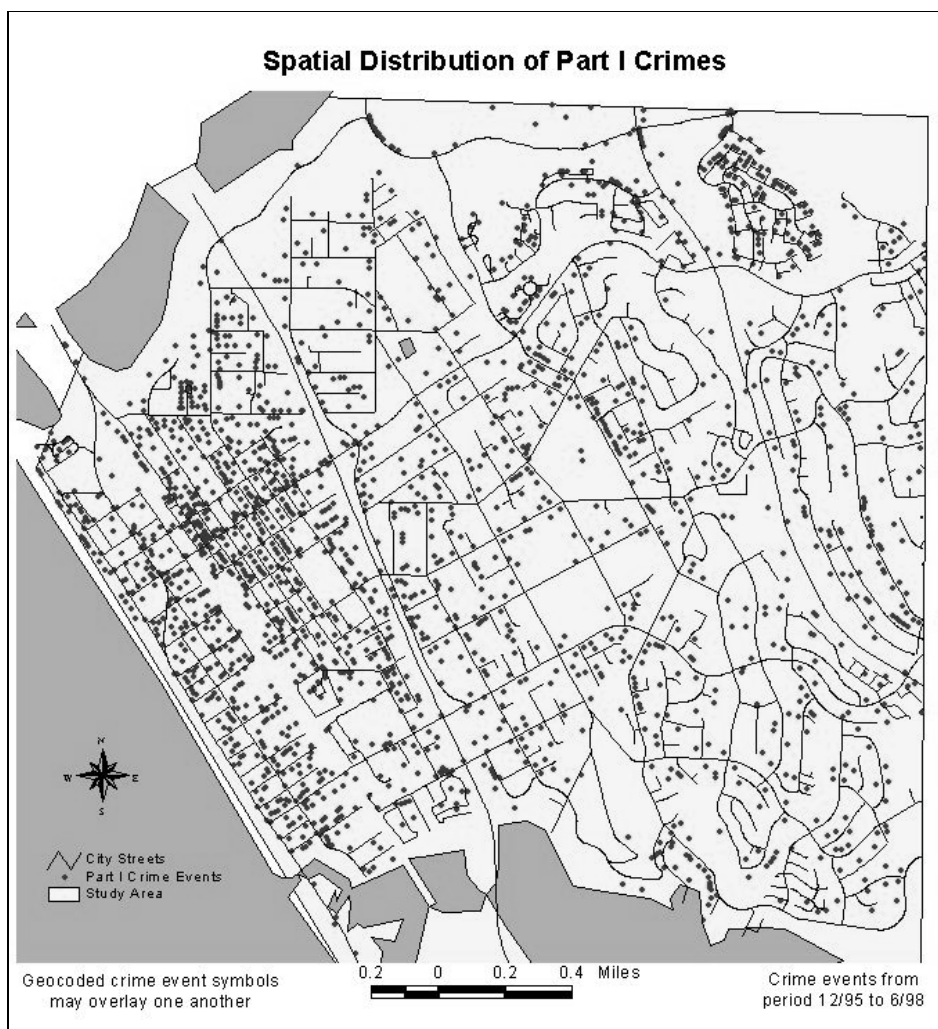 Spatial Distribution of Part I Crimes
N
W E
S
City Streets
Part I Crime Events
Study Area
Geocoded crime event symbols
may overlay one another
0.2 0 0.2 0.4 Miles
Crime events from
period 12/95 to 6/98